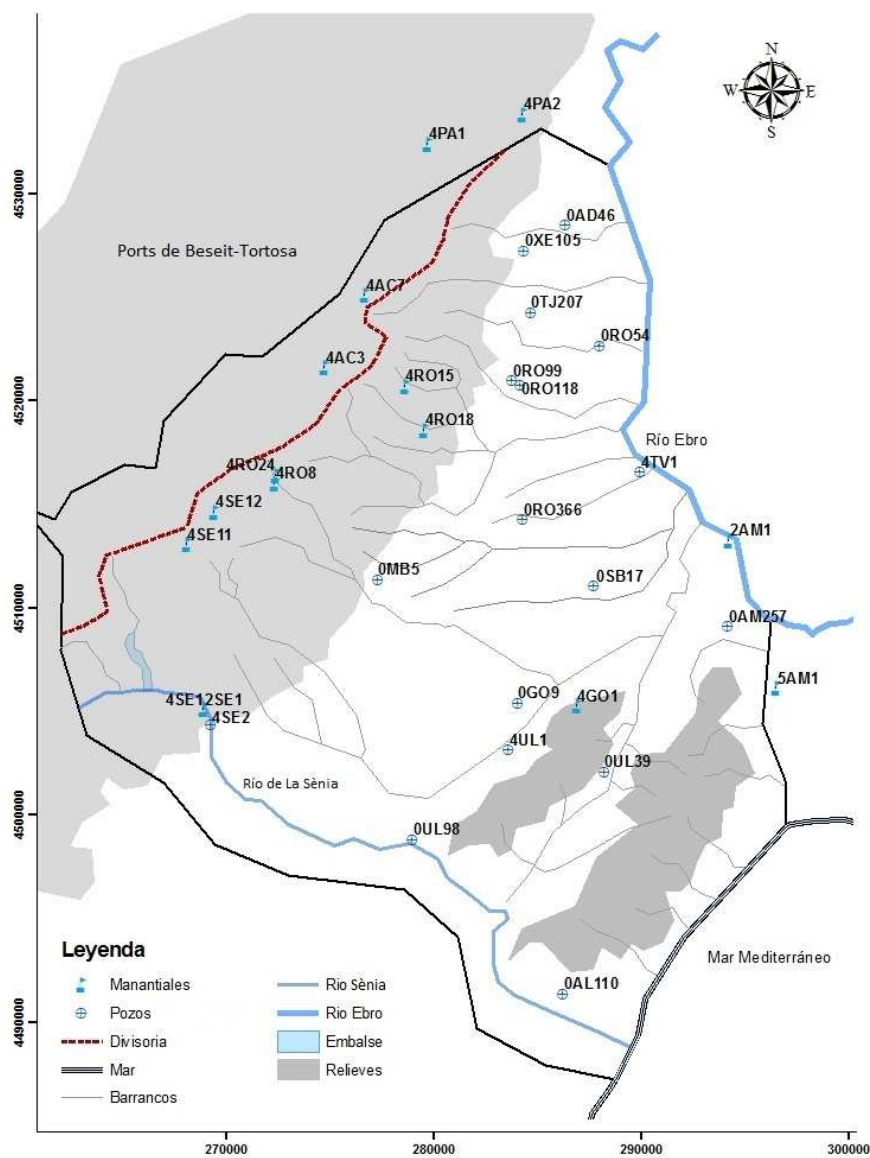 N
W E
S
4PA2
4PA1
4530000
0AD46
0XE105
Ports de Beseit-Tortosa
4AC7
0TJ207
0RO54
4AC3
4RO15
0RO99
0RO118
4520000
4RO18
Río Ebro
4RO24
4RO8
4TV1
4SE12
0RO366
4SE11
2AM1
0MB5
0SB17
4510000
0AM257
4SE12SE1
4SE2
0GO9
4GO1
5AM1
4UL1
0UL39
Río de La Sènia
4500000
0UL98
Leyenda
Mar Mediterráneo
Manantiales
Rio Sènia
0AL110
Pozos
Rio Ebro
4490000
Divisoria
Embalse
Mar
Relieves
Barrancos
270000
280000
290000
300000